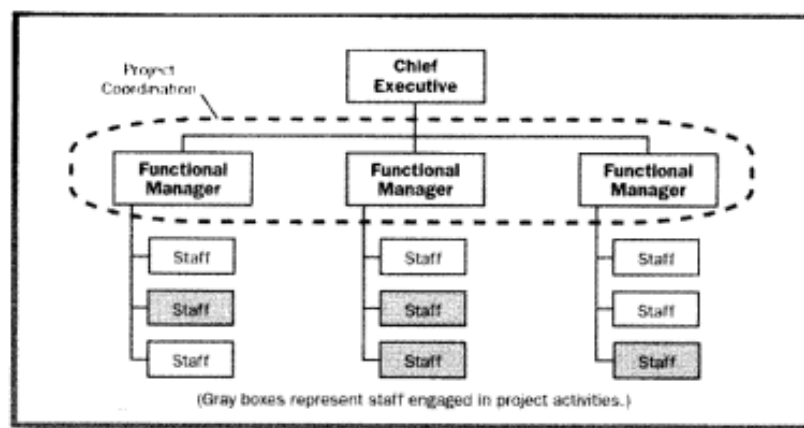 Project
Coordination
Chief
Executive
Functional
Manager
Functional
Manager
Functional
Manager
Staff
Staff
Staff
Staff
Staff
Staff
Staff
Staff
Staff
(Gray boxes represent staff engaged in project activities.)